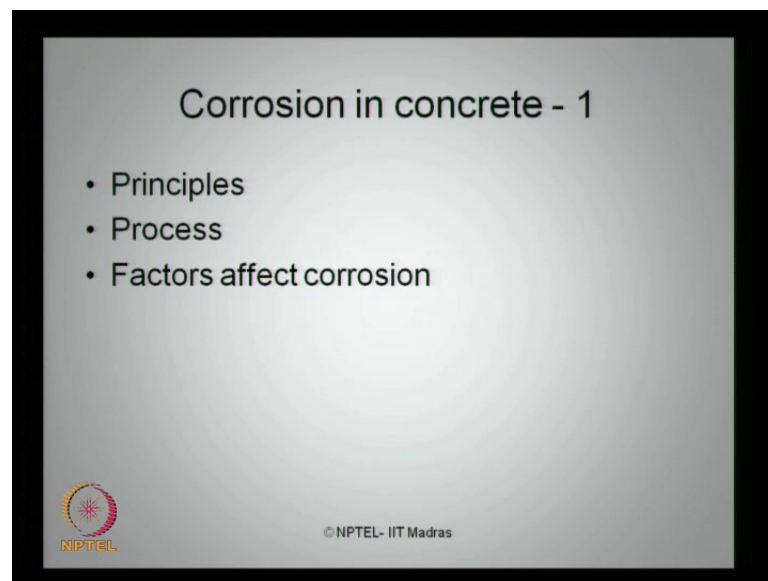 Corrosion in concrete - 1
• Principles
• Process
• Factors affect corrosion
NPTEL
© NPTEL- IIT Madras